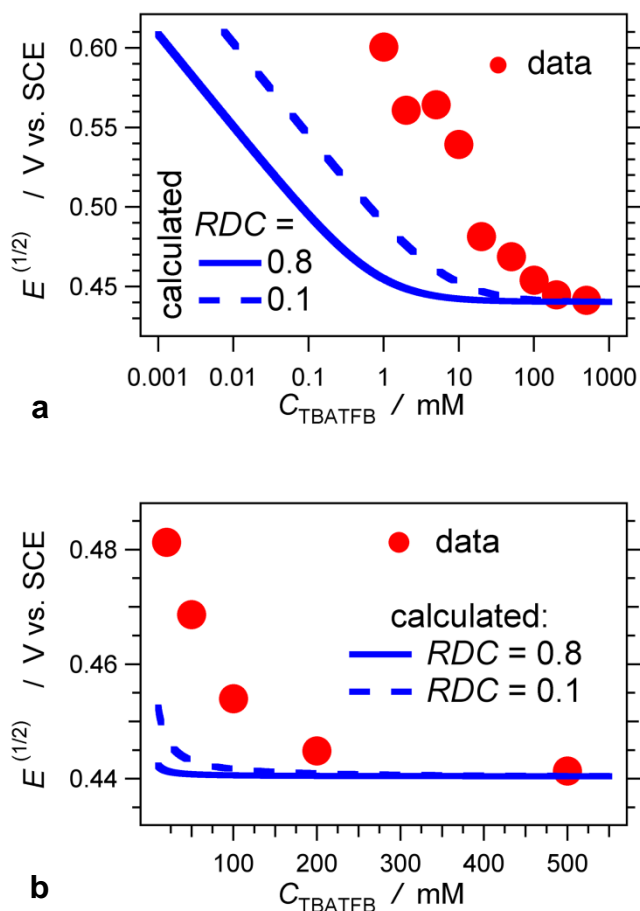 0.60
0.55
0.50
0.45
E (1/2) / V vs. SCE
data
calculated
RDC =
0.8
0.1
0.001 0.01 0.1 1 10 100 1000
C TBATFB / mM
a
0.48
0.46
0.44
E (1/2) / V vs. SCE
data
calculated:
RDC = 0.8
RDC = 0.1
100 200 300 400 500
C TBATFB / mM
b